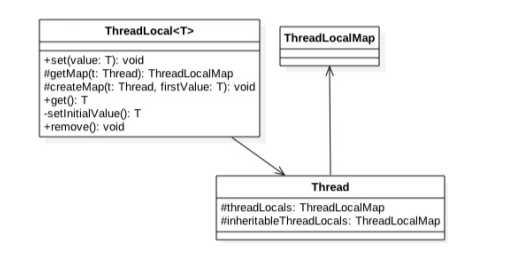 ThreadLocal<T>
+set(value: T): void
#getMap(t: Thread): ThreadLocalMap
#createMap(t: Thread, firstValue: T): void
+get(): T
-setInitialValue(): T
+remove(): void
ThreadLocalMap
Thread
#threadLocals: ThreadLocalMap
#inheritableThreadLocals: ThreadLocalMap